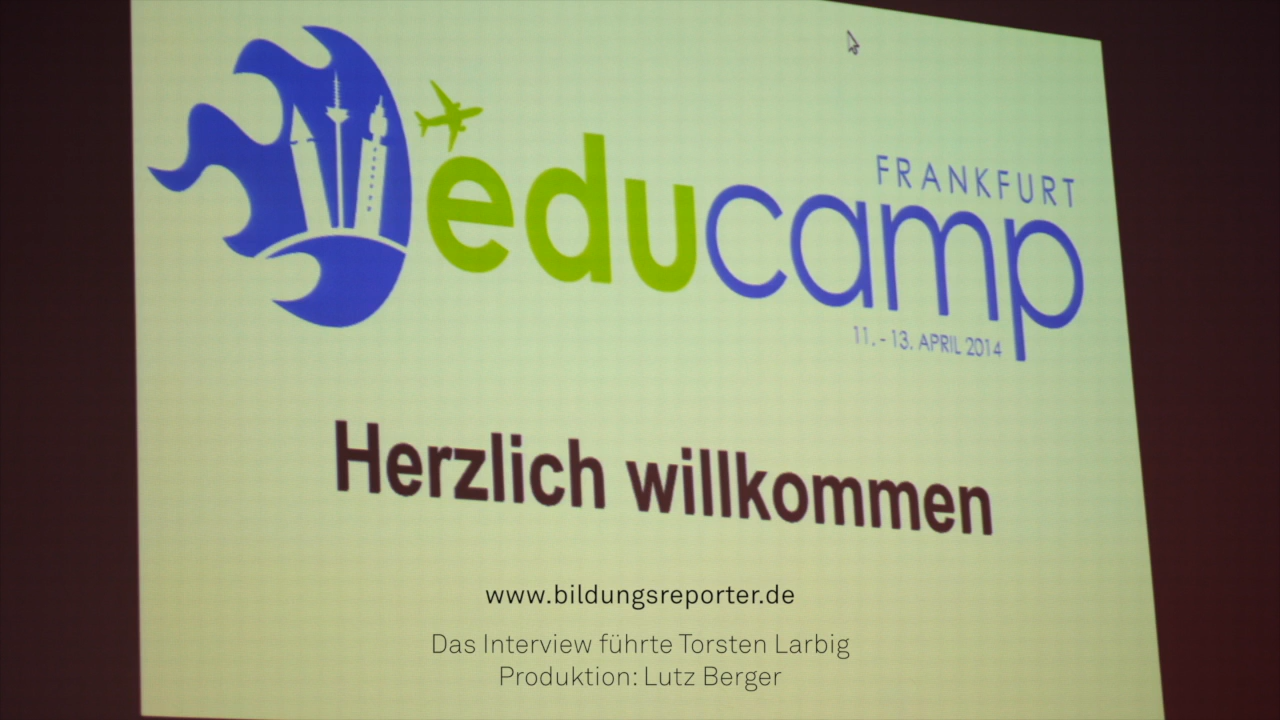 FRANKFURT
educamp
11. - 13. APRIL 2014
Herzlich willkommen
www.bildungsreporter.de
Das Interview führte Torsten Larbig
Produktion: Lutz Berger